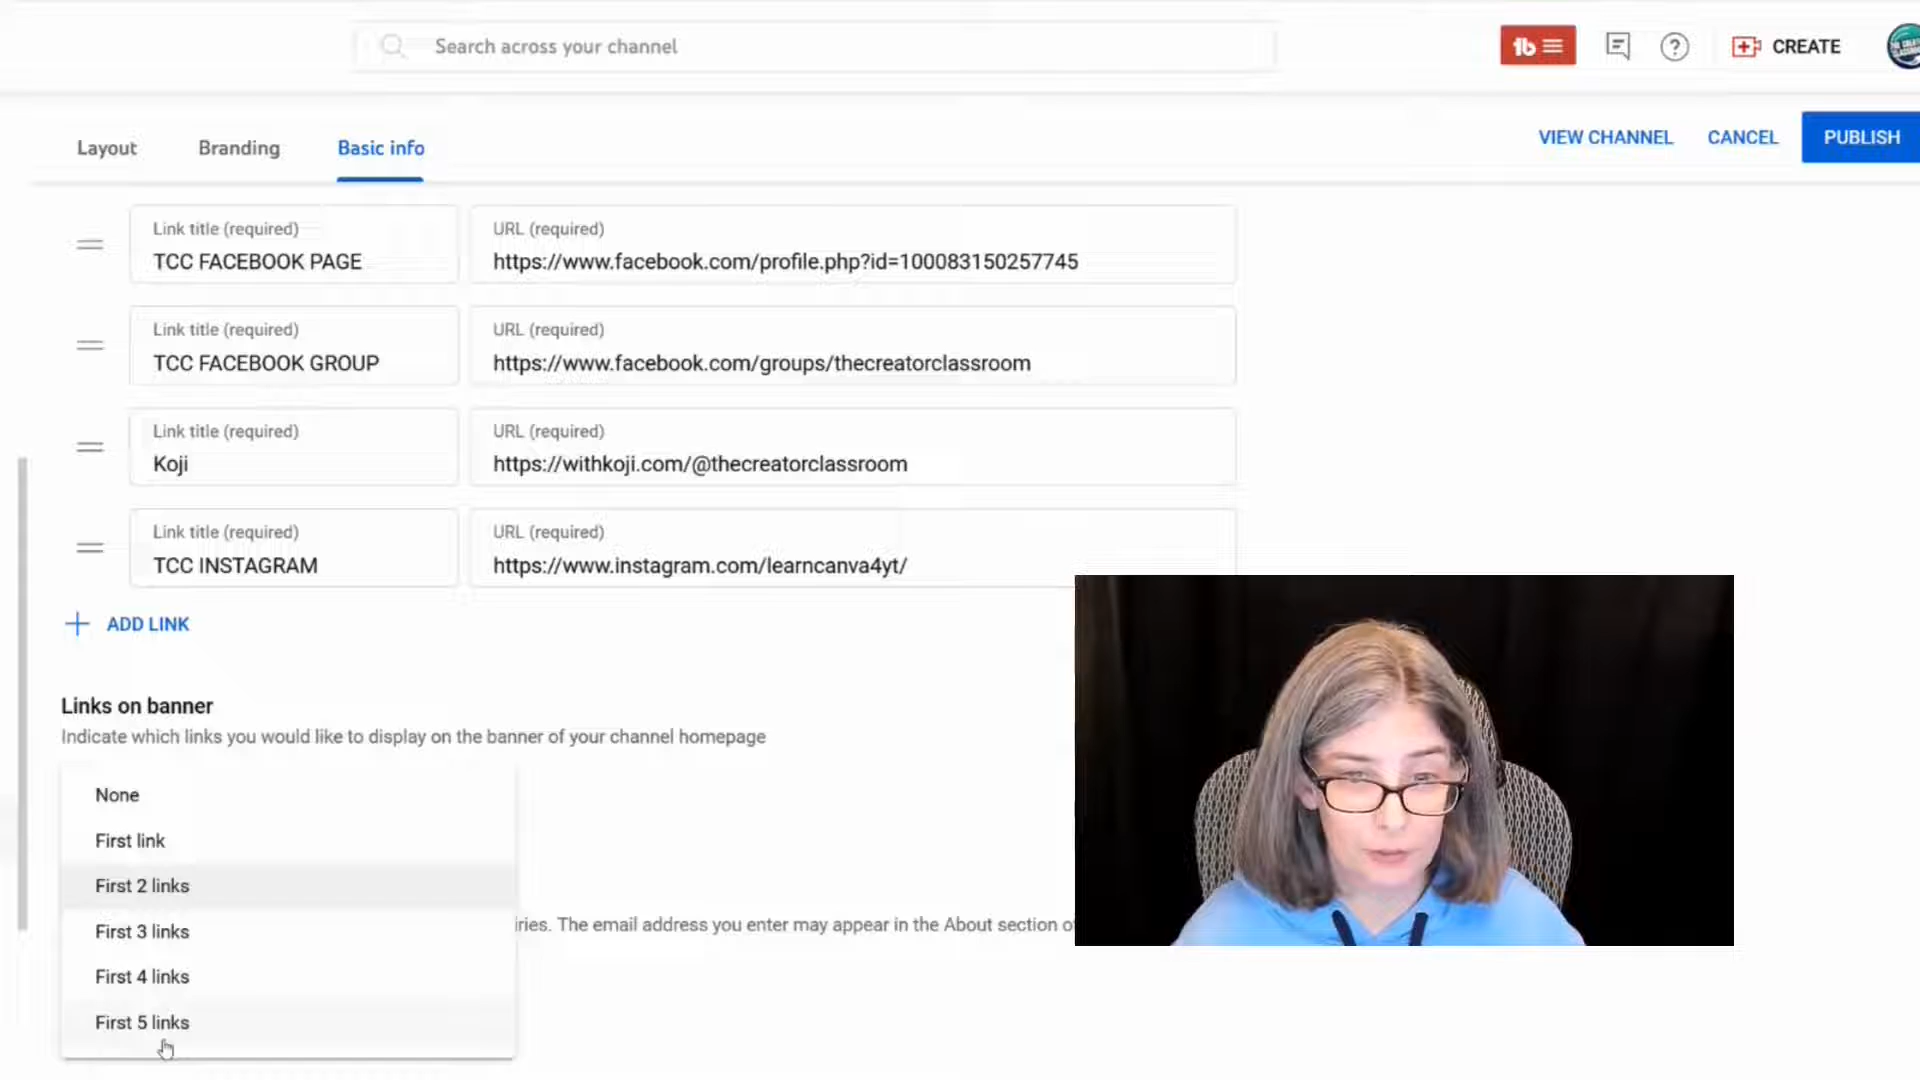 Search across your channel
CREATE
Layout
Branding
Basic info
VIEW CHANNEL
CANCEL
PUBLISH
Link title (required)
TCC FACEBOOK PAGE
URL (required)
https://www.facebook.com/profile.php?id=100083150257745
Link title (required)
TCC FACEBOOK GROUP
URL (required)
https://www.facebook.com/groups/thecreatorclassroom
Link title (required)
Koji
URL (required)
https://withkoji.com/@thecreatorclassroom
Link title (required)
TCC INSTAGRAM
URL (required)
https://www.instagram.com/learncanva4yt/
ADD LINK
Links on banner
Indicate which links you would like to display on the banner of your channel homepage
None
First link
First 2 links
First 3 links
iries. The email address you enter may appear in the About section of
First 4 links
First 5 links